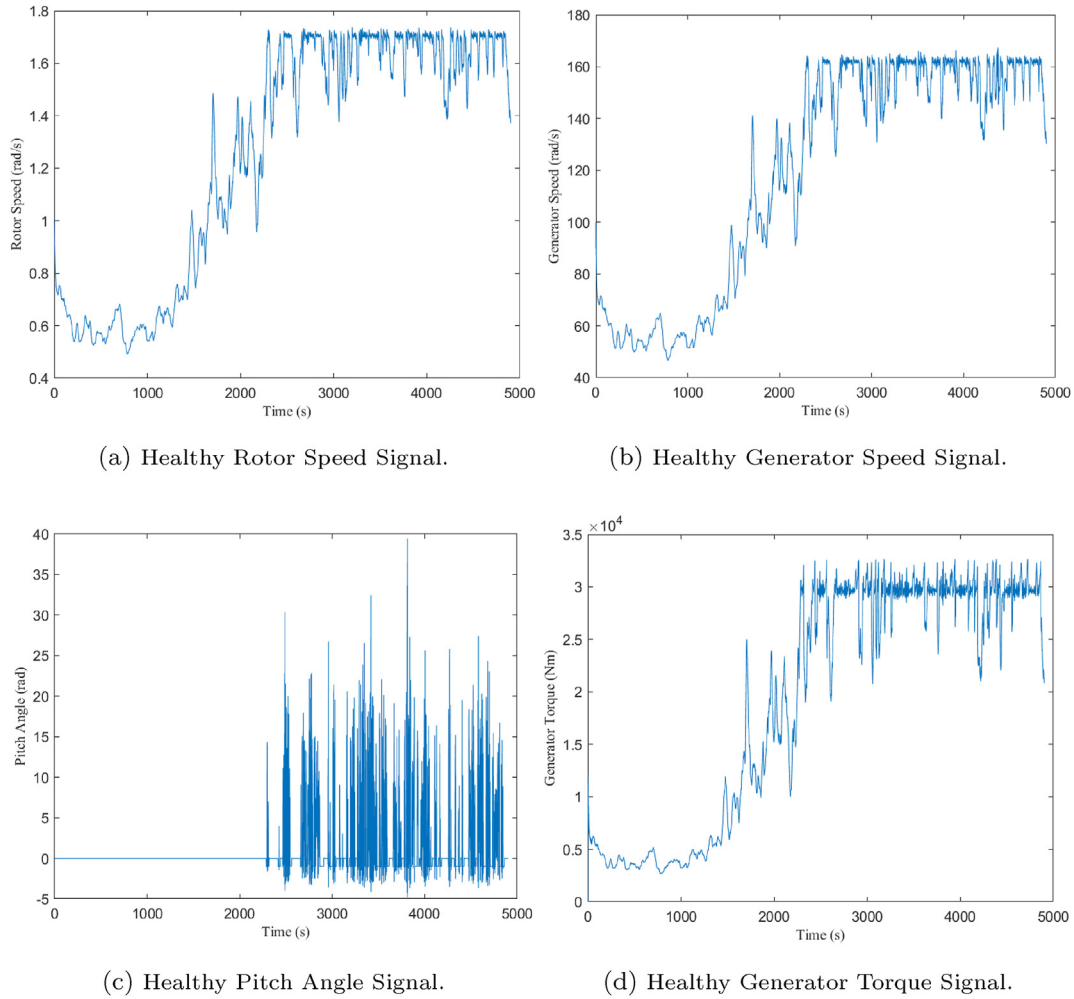 1.8
1.6
1.4
1.2
1
0.8
0.6
0.4
Rotor Speed (rad/s)
0 1000 2000 3000 4000 5000
Time (s)
(a) Healthy Rotor Speed Signal.
180
160
140
120
100
80
60
40
Generator Speed (rad/s)
0 1000 2000 3000 4000 5000
Time (s)
(b) Healthy Generator Speed Signal.
40
35
30
25
20
15
10
5
0
-5
Pitch Angle (rad)
0 1000 2000 3000 4000 5000
Time (s)
(c) Healthy Pitch Angle Signal.
×10⁴
3.5
3
2.5
2
1.5
1
0.5
0
Generator Torque (Nm)
0 1000 2000 3000 4000 5000
Time (s)
(d) Healthy Generator Torque Signal.